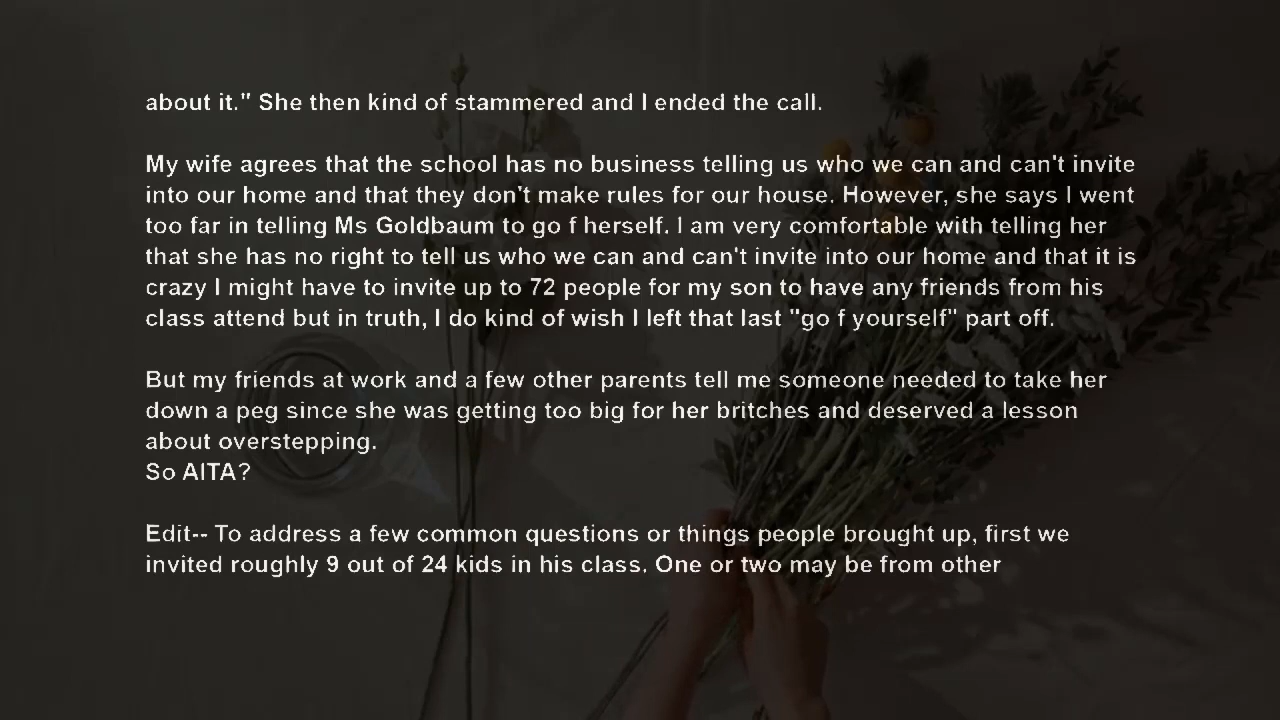 about it." She then kind of stammered and I ended the call.
My wife agrees that the school has no business telling us who we can and can't invite
into our home and that they don't make rules for our house. However, she says I went
too far in telling Ms Goldbaum to go f herself. I am very comfortable with telling her
that she has no right to tell us who we can and can't invite into our home and that it is
crazy I might have to invite up to 72 people for my son to have any friends from his
class attend but in truth, I do kind of wish I left that last "go f yourself" part off.
But my friends at work and a few other parents tell me someone needed to take her
down a peg since she was getting too big for her britches and deserved a lesson
about overstepping.
So AITA?
Edit-- To address a few common questions or things people brought up, first we
invited roughly 9 out of 24 kids in his class. One or two may be from other